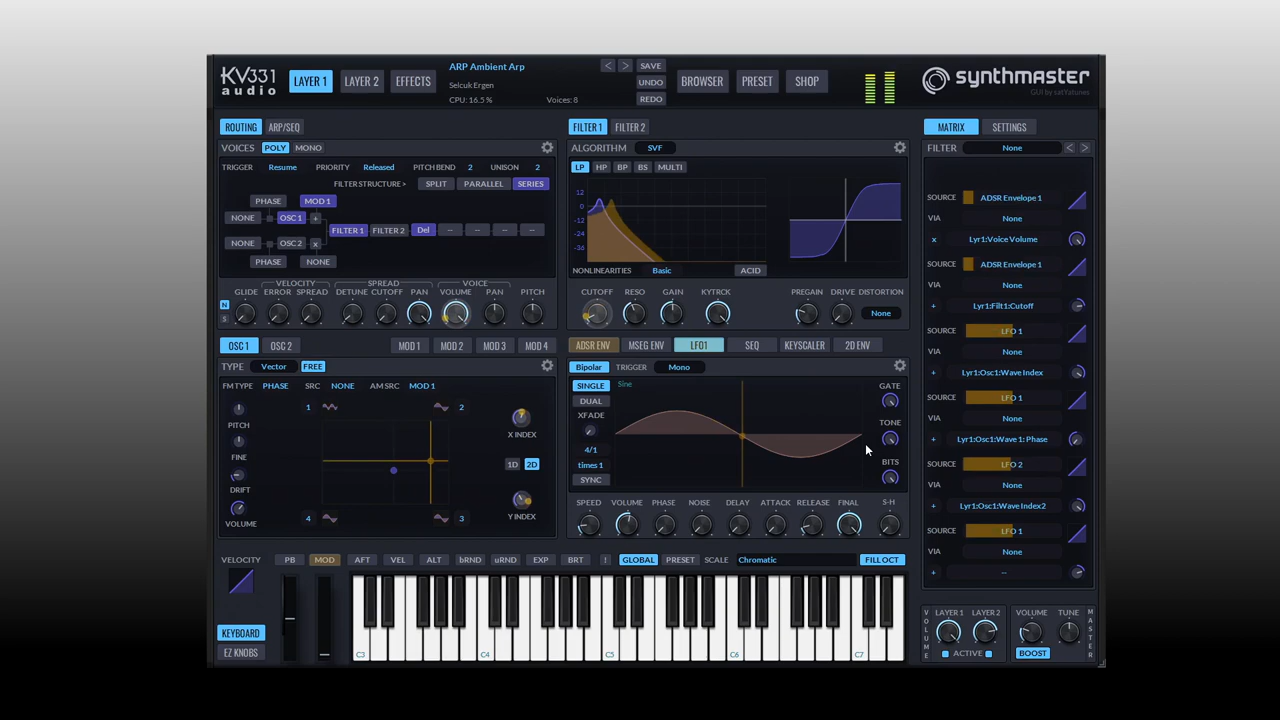 KV331 audio
LAYER 1
LAYER 2
EFFECTS
ARP Ambient Arp
Selcuk Ergen
CPU: 16.5 %
Voices: 8
<
>
SAVE
UNDO
REDO
BROWSER
PRESET
SHOP
synthmaster
GUI by satYatunes
ROUTING
ARP/SEQ
VOICES
POLY
MONO
TRIGGER
Resume
PRIORITY
Released
PITCH BEND
2
UNISON
2
FILTER STRUCTURE >
SPLIT
PARALLEL
SERIES
PHASE
MOD 1
NONE
OSC 1
+
FILTER 1
FILTER 2
Del
--
--
--
--
NONE
OSC 2
x
PHASE
NONE
VELOCITY
SPREAD
VOICE
GLIDE
ERROR
SPREAD
DETUNE
CUTOFF
PAN
VOLUME
PAN
PITCH
N
S
FILTER 1
FILTER 2
ALGORITHM
SVF
LP
HP
BP
BS
MULTI
12
0
-12
-24
-36
NONLINEARITIES
Basic
ACID
CUTOFF
RESO
GAIN
KYTRCK
PREGAIN
DRIVE
DISTORTION
None
OSC 1
OSC 2
MOD 1
MOD 2
MOD 3
MOD 4
TYPE
Vector
FREE
FM TYPE
PHASE
SRC
NONE
AM SRC
MOD 1
PITCH
FINE
DRIFT
VOLUME
1
2
4
3
X INDEX
1D
2D
Y INDEX
ADSR ENV
MSEG ENV
LFO1
SEQ
KEYSCALER
2D ENV
Bipolar
TRIGGER
Mono
SINGLE
DUAL
XFADE
4/1
times 1
SYNC
Sine
GATE
TONE
BITS
SPEED
VOLUME
PHASE
NOISE
DELAY
ATTACK
RELEASE
FINAL
S-H
MATRIX
SETTINGS
FILTER
None
<
>
SOURCE
ADSR Envelope 1
VIA
None
x
Lyr1:Voice Volume
SOURCE
ADSR Envelope 1
VIA
None
+
Lyr1:Filt1:Cutoff
SOURCE
LFO 1
VIA
None
+
Lyr1:Osc1:Wave Index
SOURCE
LFO 1
VIA
None
+
Lyr1:Osc1:Wave 1: Phase
SOURCE
LFO 2
VIA
None
+
Lyr1:Osc1:Wave Index2
SOURCE
LFO 1
VIA
None
+
--
VELOCITY
PB
MOD
AFT
VEL
ALT
bRND
uRND
EXP
BRT
!
GLOBAL
PRESET
SCALE
Chromatic
FILL OCT
KEYBOARD
EZ KNOBS
C3
C4
C5
C6
C7
VOLUME
LAYER 1
LAYER 2
ACTIVE
VOLUME
TUNE
BOOST
MASTER